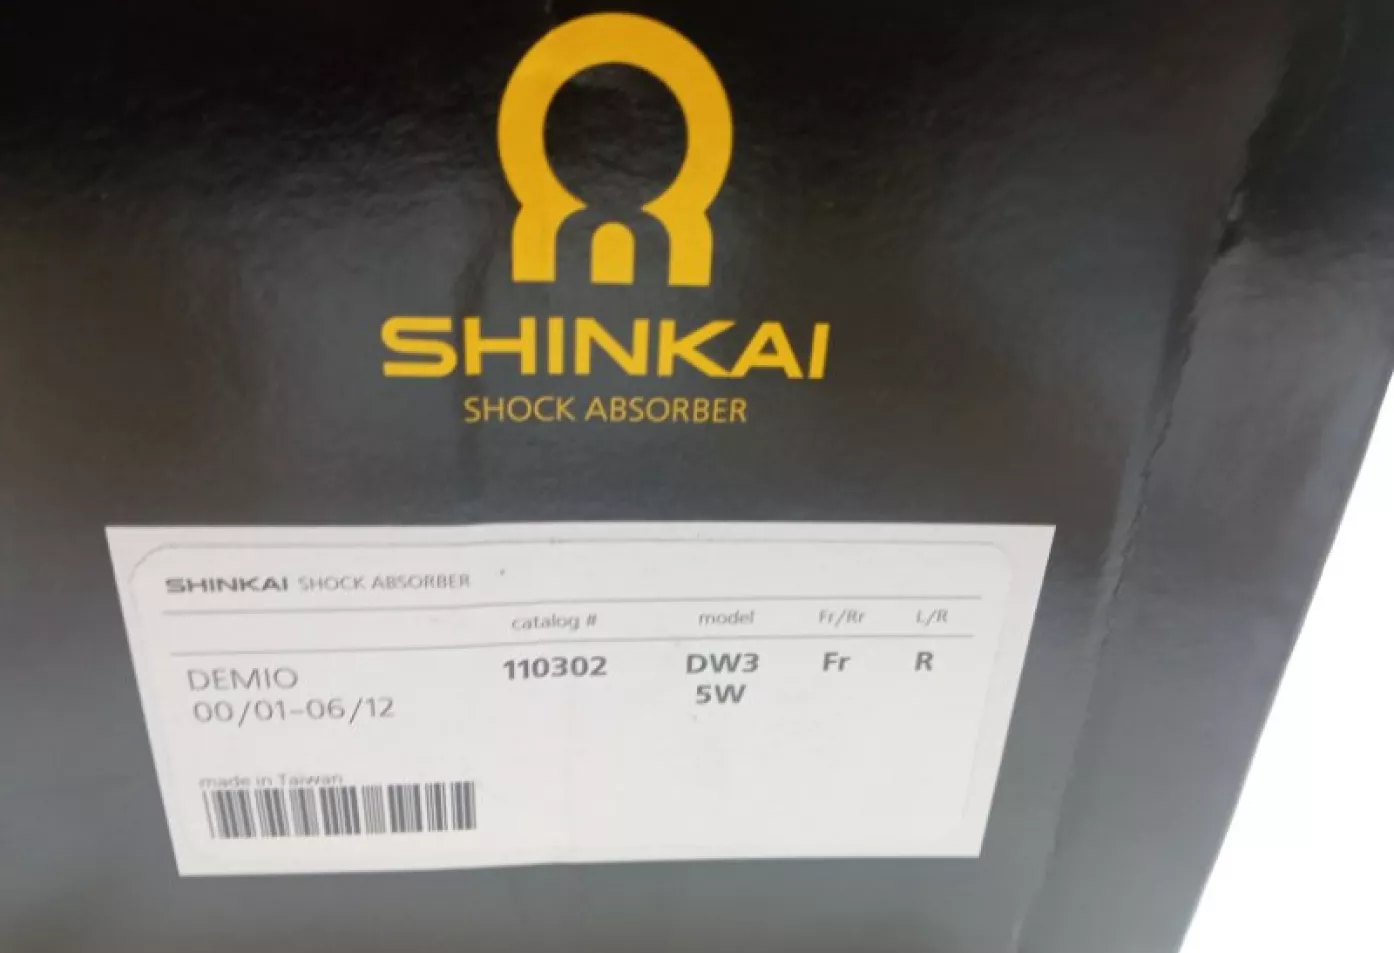 SHINKAI
SHOCK ABSORBER
SHINKAI SHOCK ABSORBER
catalog # model Fr/Rr L/R
DEMIO 110302 DW3 Fr R
00/01-06/12 5W
made in Taiwan